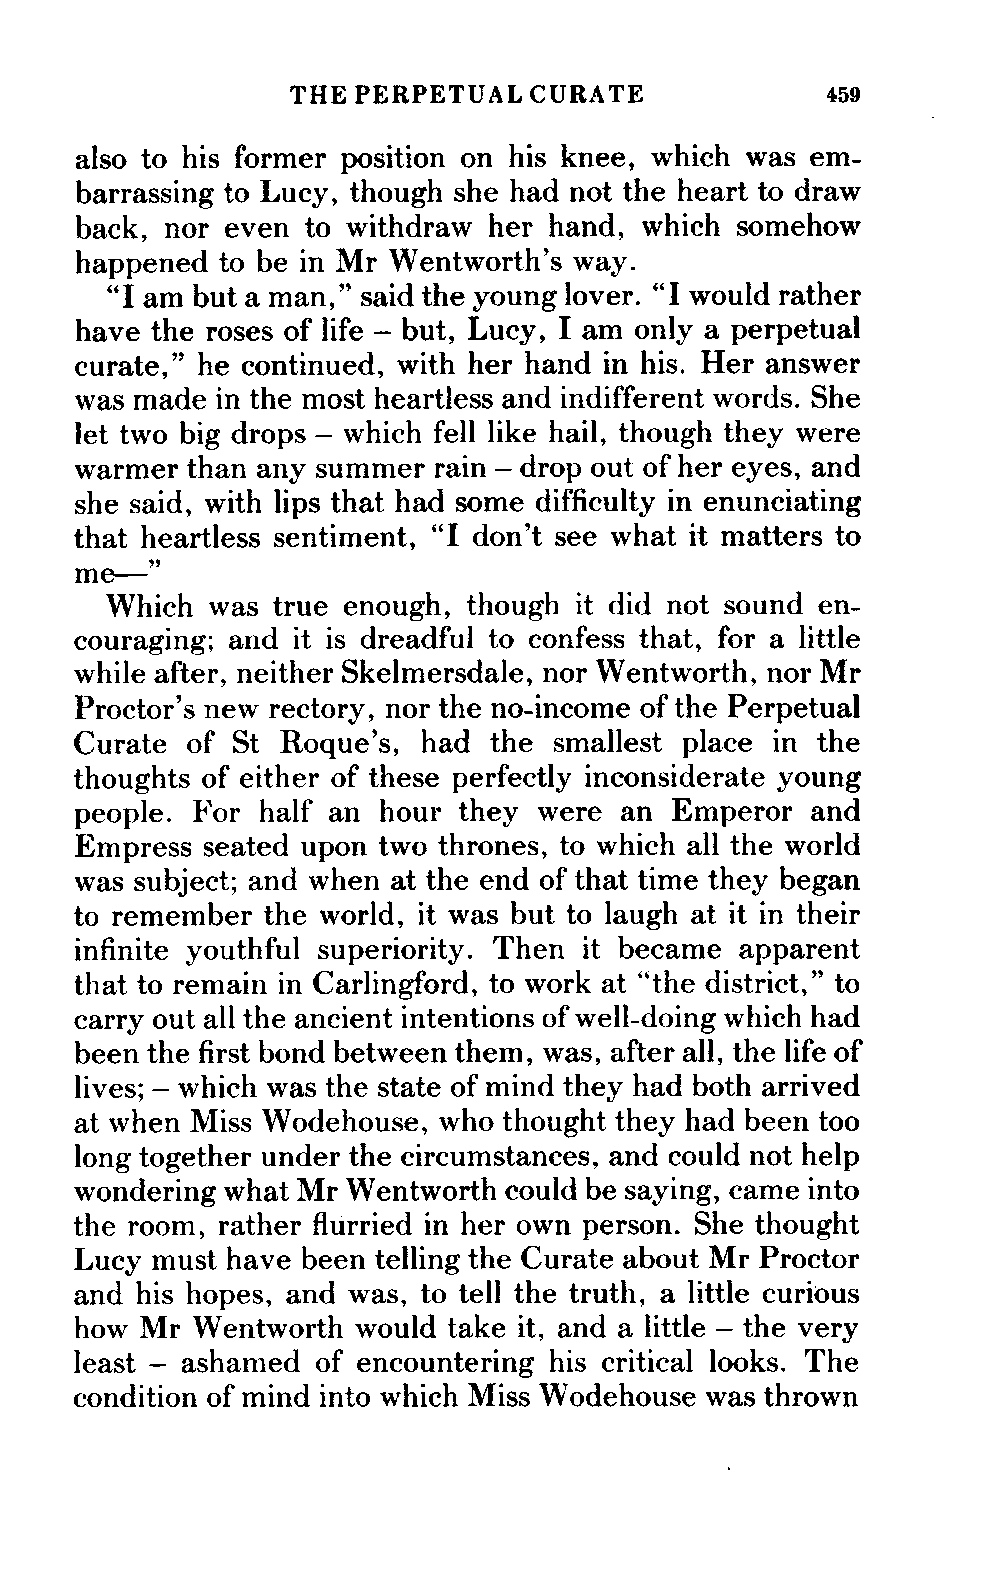 THE PERPETUAL CURATE 459
also to his former position on his knee, which was em-
barrassing to Lucy, though she had not the heart to draw
back, nor even to withdraw her hand, which somehow
happened to be in Mr Wentworth's way.
“I am but a man,” said the young lover. “I would rather
have the roses of life – but, Lucy, I am only a perpetual
curate,” he continued, with her hand in his. Her answer
was made in the most heartless and indifferent words. She
let two big drops – which fell like hail, though they were
warmer than any summer rain – drop out of her eyes, and
she said, with lips that had some difficulty in enunciating
that heartless sentiment, “I don't see what it matters to
me—”
Which was true enough, though it did not sound en-
couraging; and it is dreadful to confess that, for a little
while after, neither Skelmersdale, nor Wentworth, nor Mr
Proctor's new rectory, nor the no-income of the Perpetual
Curate of St Roque's, had the smallest place in the
thoughts of either of these perfectly inconsiderate young
people. For half an hour they were an Emperor and
Empress seated upon two thrones, to which all the world
was subject; and when at the end of that time they began
to remember the world, it was but to laugh at it in their
infinite youthful superiority. Then it became apparent
that to remain in Carlingford, to work at “the district,” to
carry out all the ancient intentions of well-doing which had
been the first bond between them, was, after all, the life of
lives; – which was the state of mind they had both arrived
at when Miss Wodehouse, who thought they had been too
long together under the circumstances, and could not help
wondering what Mr Wentworth could be saying, came into
the room, rather flurried in her own person. She thought
Lucy must have been telling the Curate about Mr Proctor
and his hopes, and was, to tell the truth, a little curious
how Mr Wentworth would take it, and a little – the very
least – ashamed of encountering his critical looks. The
condition of mind into which Miss Wodehouse was thrown